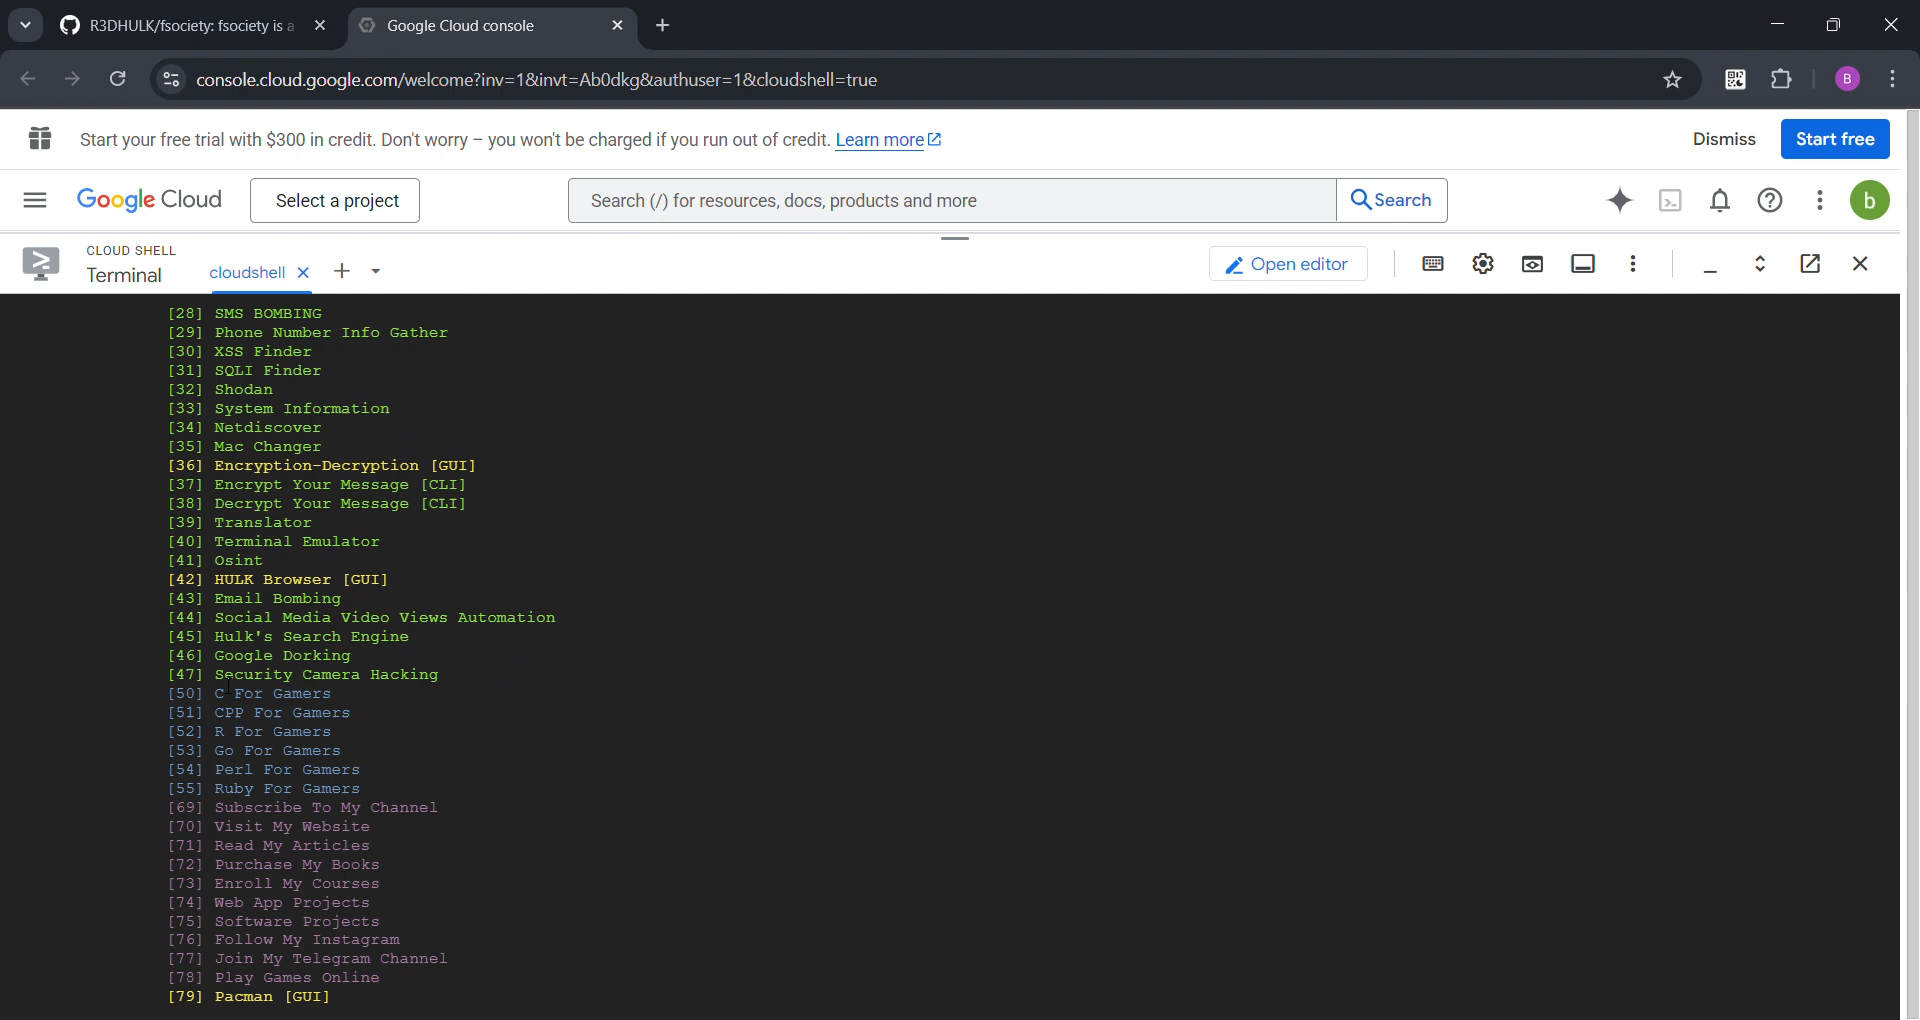 R3DHULK/fsociety: fsociety is a
Google Cloud console
console.cloud.google.com/welcome?inv=1&invt=Ab0dkg&authuser=1&cloudshell=true
B
Start your free trial with $300 in credit. Don't worry – you won't be charged if you run out of credit. Learn more
Dismiss
Start free
Google Cloud
Select a project
Search (/) for resources, docs, products and more
Search
b
CLOUD SHELL
Terminal
cloudshell
Open editor
[28] SMS BOMBING
[29] Phone Number Info Gather
[30] XSS Finder
[31] SQLI Finder
[32] Shodan
[33] System Information
[34] Netdiscover
[35] Mac Changer
[36] Encryption-Decryption [GUI]
[37] Encrypt Your Message [CLI]
[38] Decrypt Your Message [CLI]
[39] Translator
[40] Terminal Emulator
[41] Osint
[42] HULK Browser [GUI]
[43] Email Bombing
[44] Social Media Video Views Automation
[45] Hulk's Search Engine
[46] Google Dorking
[47] Security Camera Hacking
[50] C For Gamers
[51] CPP For Gamers
[52] R For Gamers
[53] Go For Gamers
[54] Perl For Gamers
[55] Ruby For Gamers
[69] Subscribe To My Channel
[70] Visit My Website
[71] Read My Articles
[72] Purchase My Books
[73] Enroll My Courses
[74] Web App Projects
[75] Software Projects
[76] Follow My Instagram
[77] Join My Telegram Channel
[78] Play Games Online
[79] Pacman [GUI]